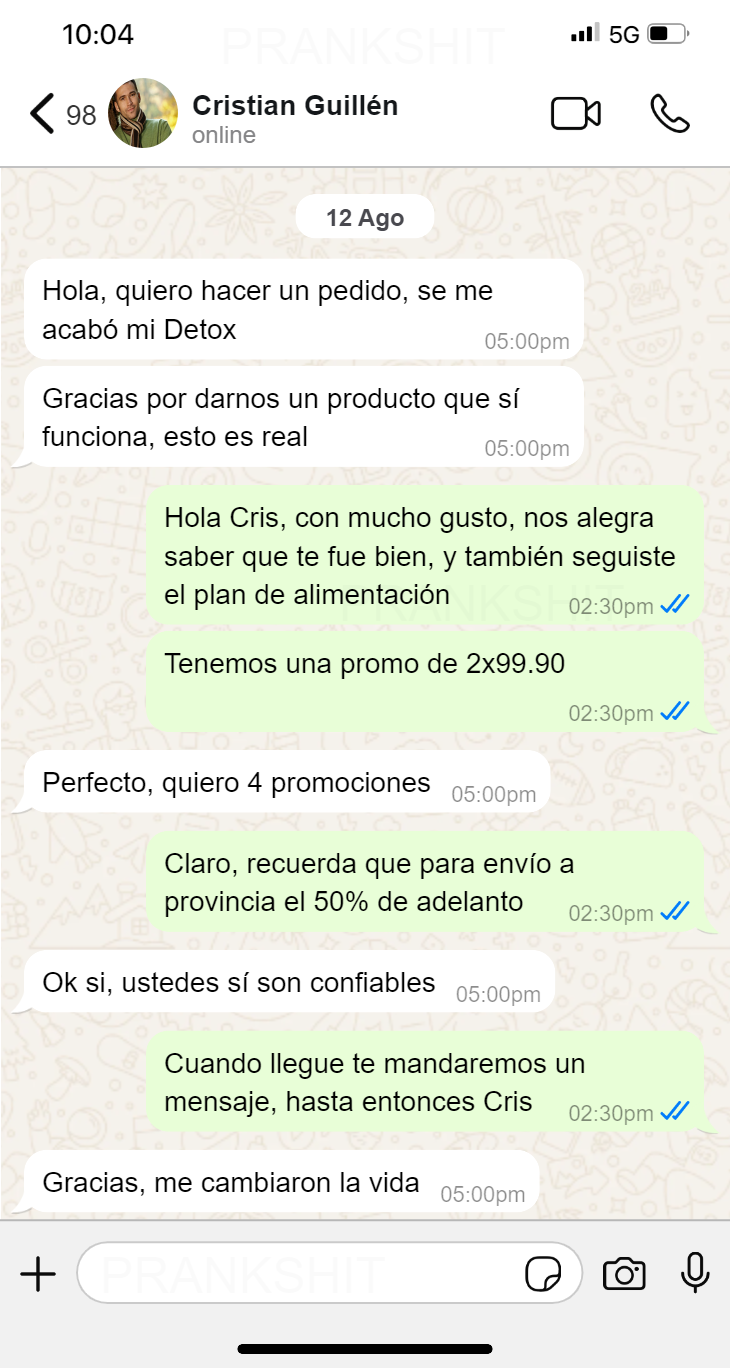 10:04
5G
PRANKSHIT
98
Cristian Guillén
online
12 Ago
Hola, quiero hacer un pedido, se me
acabó mi Detox
05:00pm
Gracias por darnos un producto que sí
funciona, esto es real
05:00pm
Hola Cris, con mucho gusto, nos alegra
saber que te fue bien, y también seguiste
el plan de alimentación
PRANKSHIT
02:30pm
Tenemos una promo de 2x99.90
02:30pm
Perfecto, quiero 4 promociones
05:00pm
Claro, recuerda que para envío a
provincia el 50% de adelanto
02:30pm
Ok si, ustedes sí son confiables
05:00pm
Cuando llegue te mandaremos un
mensaje, hasta entonces Cris
02:30pm
Gracias, me cambiaron la vida
05:00pm
PRANKSHIT